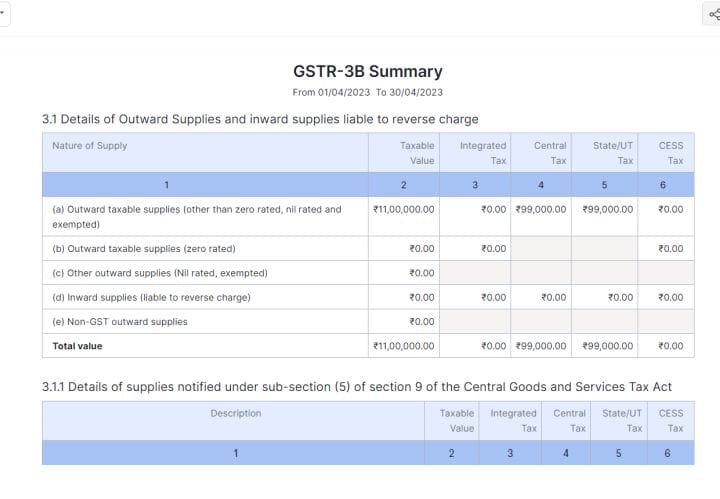 GSTR-3B Summary
From 01/04/2023 To 30/04/2023
3.1 Details of Outward Supplies and inward supplies liable to reverse charge
Nature of Supply Taxable Value Integrated Tax Central Tax State/UT Tax CESS Tax
1 2 3 4 5 6
(a) Outward taxable supplies (other than zero rated, nil rated and exempted) ₹11,00,000.00 ₹0.00 ₹99,000.00 ₹99,000.00 ₹0.00
(b) Outward taxable supplies (zero rated) ₹0.00 ₹0.00 ₹0.00
(c) Other outward supplies (Nil rated, exempted) ₹0.00
(d) Inward supplies (liable to reverse charge) ₹0.00 ₹0.00 ₹0.00 ₹0.00 ₹0.00
(e) Non-GST outward supplies ₹0.00
Total value ₹11,00,000.00 ₹0.00 ₹99,000.00 ₹99,000.00 ₹0.00
3.1.1 Details of supplies notified under sub-section (5) of section 9 of the Central Goods and Services Tax Act
Description Taxable Value Integrated Tax Central Tax State/UT Tax CESS Tax
1 2 3 4 5 6